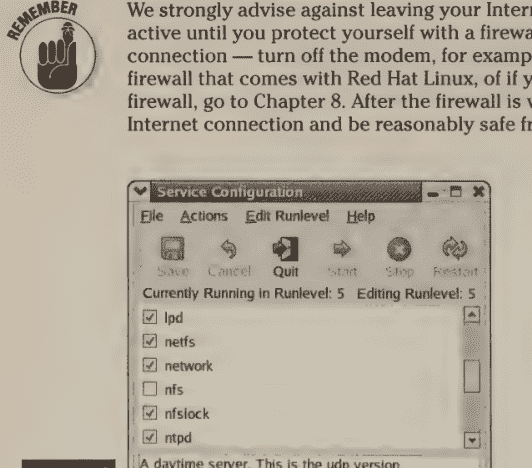 REMEMBER
We strongly advise against leaving your
active until you protect yourself with a
connection — turn off the modem, for
firewall that comes with Red Hat Linux, of if
firewall, go to Chapter 8. After the firewall is
Internet connection and be reasonably safe
Service Configuration
File Actions Edit Runlevel Help
Save Cancel Quit Start Stop Restart
Currently Running in Runlevel: 5 Editing Runlevel: 5
lpd
netfs
network
nfs
nfslock
ntpd
A daytime server. This is the udp version